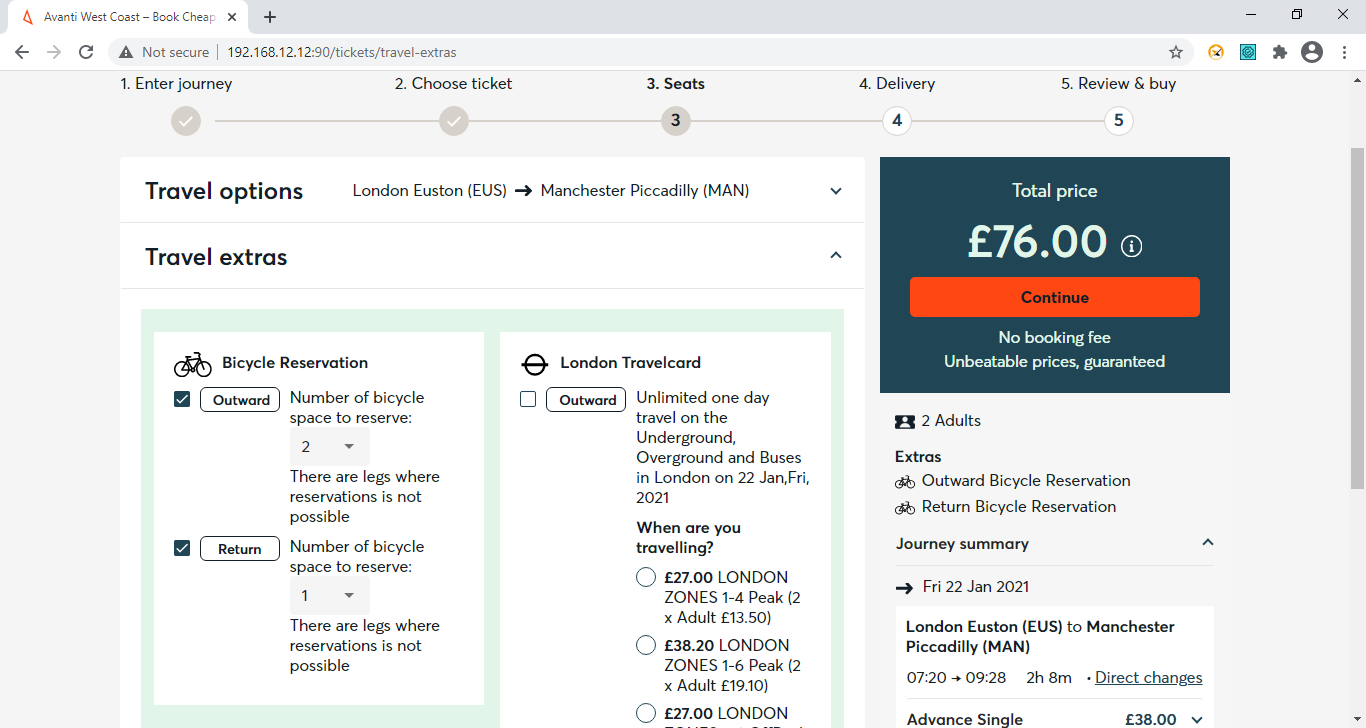 Avanti West Coast – Book Cheap
Not secure
192.168.12.12:90/tickets/travel-extras
1. Enter journey
2. Choose ticket
3. Seats
4. Delivery
5. Review & buy
3
4
5
Travel options
London Euston (EUS) → Manchester Piccadilly (MAN)
Travel extras
Bicycle Reservation
Outward
Number of bicycle
space to reserve:
2
There are legs where
reservations is not
possible
Return
Number of bicycle
space to reserve:
1
There are legs where
reservations is not
possible
London Travelcard
Outward
Unlimited one day
travel on the
Underground,
Overground and Buses
in London on 22 Jan,Fri,
2021
When are you
travelling?
£27.00 LONDON
ZONES 1-4 Peak (2
x Adult £13.50)
£38.20 LONDON
ZONES 1-6 Peak (2
x Adult £19.10)
£27.00 LONDON
Total price
£76.00
Continue
No booking fee
Unbeatable prices, guaranteed
2 Adults
Extras
Outward Bicycle Reservation
Return Bicycle Reservation
Journey summary
→ Fri 22 Jan 2021
London Euston (EUS) to Manchester
Piccadilly (MAN)
07:20 → 09:28 2h 8m • Direct changes
Advance Single £38.00